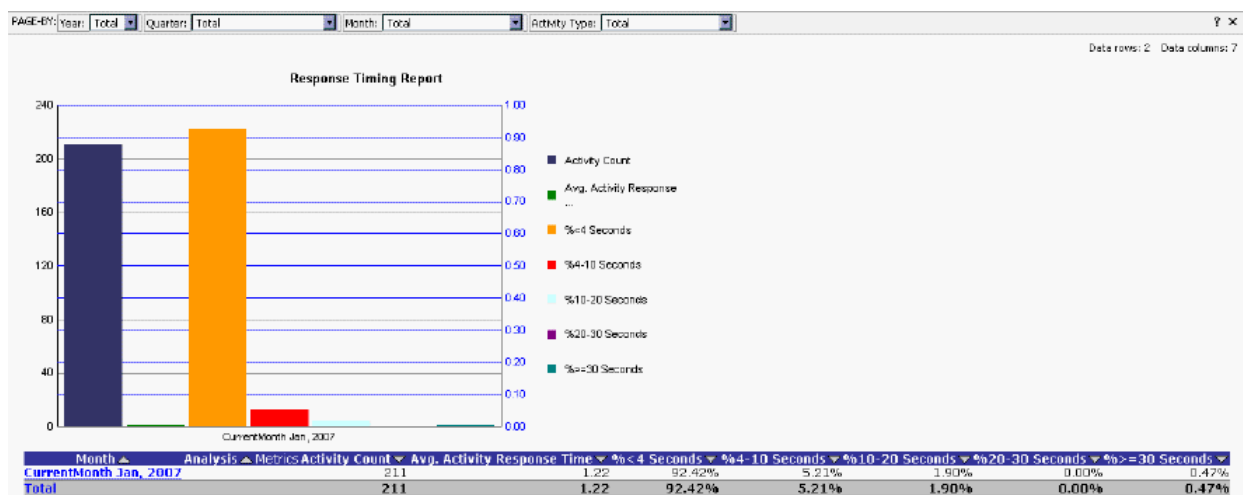 PAGE-BY: Year: Total Quarter: Total Month: Total Activity Type: Total ? ×
Data rows: 2 Data columns: 7
Response Timing Report
240
200
160
120
80
40
0
1.00
0.90
0.80
0.70
0.60
0.50
0.40
0.30
0.20
0.10
0.00
Activity Count
Avg. Activity Response
...
%<4 Seconds
%4-10 Seconds
%10-20 Seconds
%20-30 Seconds
%>=30 Seconds
CurrentMonth Jan, 2007
Month Analysis Metrics Activity Count Avg. Activity Response Time %<4 Seconds %4-10 Seconds %10-20 Seconds %20-30 Seconds %>=30 Seconds
CurrentMonth Jan, 2007 211 1.22 92.42% 5.21% 1.90% 0.00% 0.47%
Total 211 1.22 92.42% 5.21% 1.90% 0.00% 0.47%